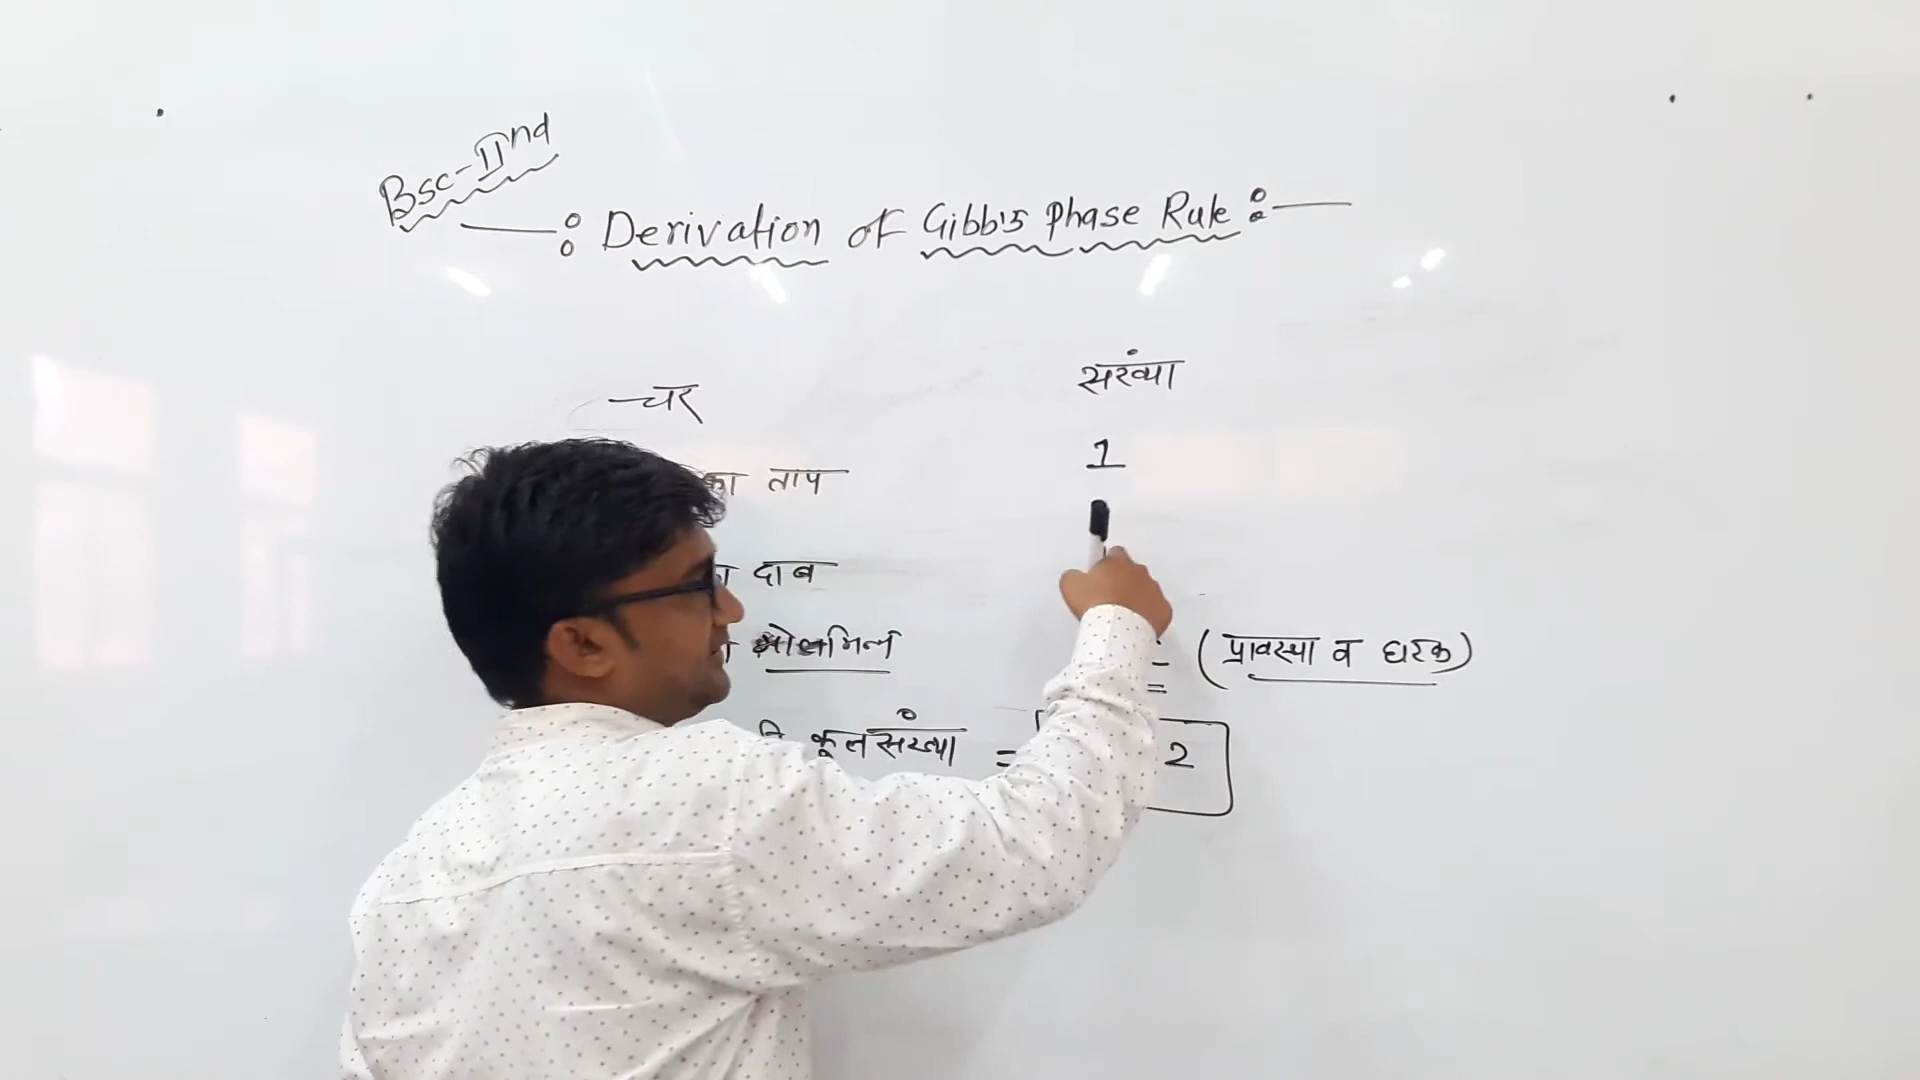 Bsc-IInd
Derivation of Gibb's Phase Rule
चर संख्या
का ताप 1
दाब
(प्रावस्था व घटक)
कुल संख्या = 2